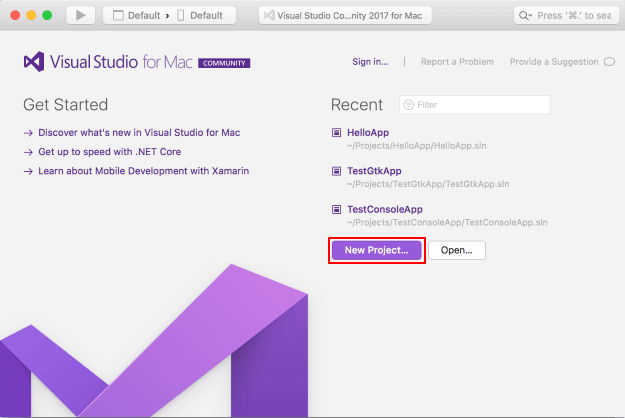 Default › Default
Visual Studio Co...nity 2017 for Mac
Press '⌘.' to sea
Visual Studio for Mac COMMUNITY
Sign in...
Report a Problem
Provide a Suggestion
Get Started
Discover what's new in Visual Studio for Mac
Get up to speed with .NET Core
Learn about Mobile Development with Xamarin
Recent
Filter
HelloApp
~/Projects/HelloApp/HelloApp.sln
TestGtkApp
~/Projects/TestGtkApp/TestGtkApp.sln
TestConsoleApp
~/Projects/TestConsoleApp/TestConsoleApp.sln
New Project...
Open...